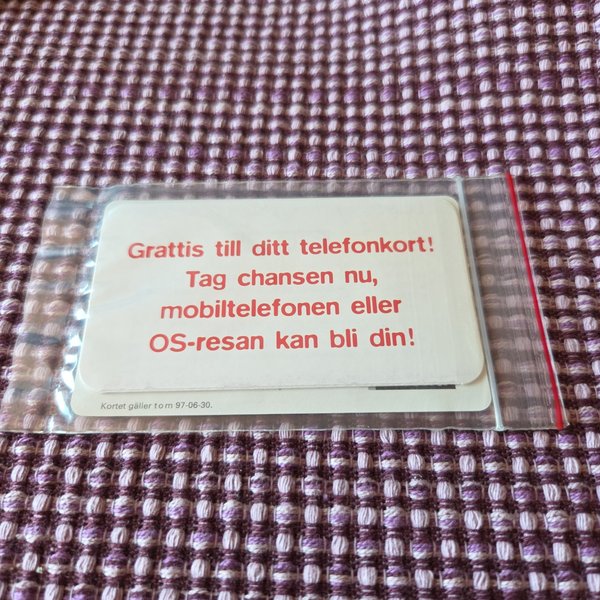 Grattis till ditt telefonkort!
Tag chansen nu,
mobiltelefonen eller
OS-resan kan bli din!
Kortet gäller t o m 97-06-30.